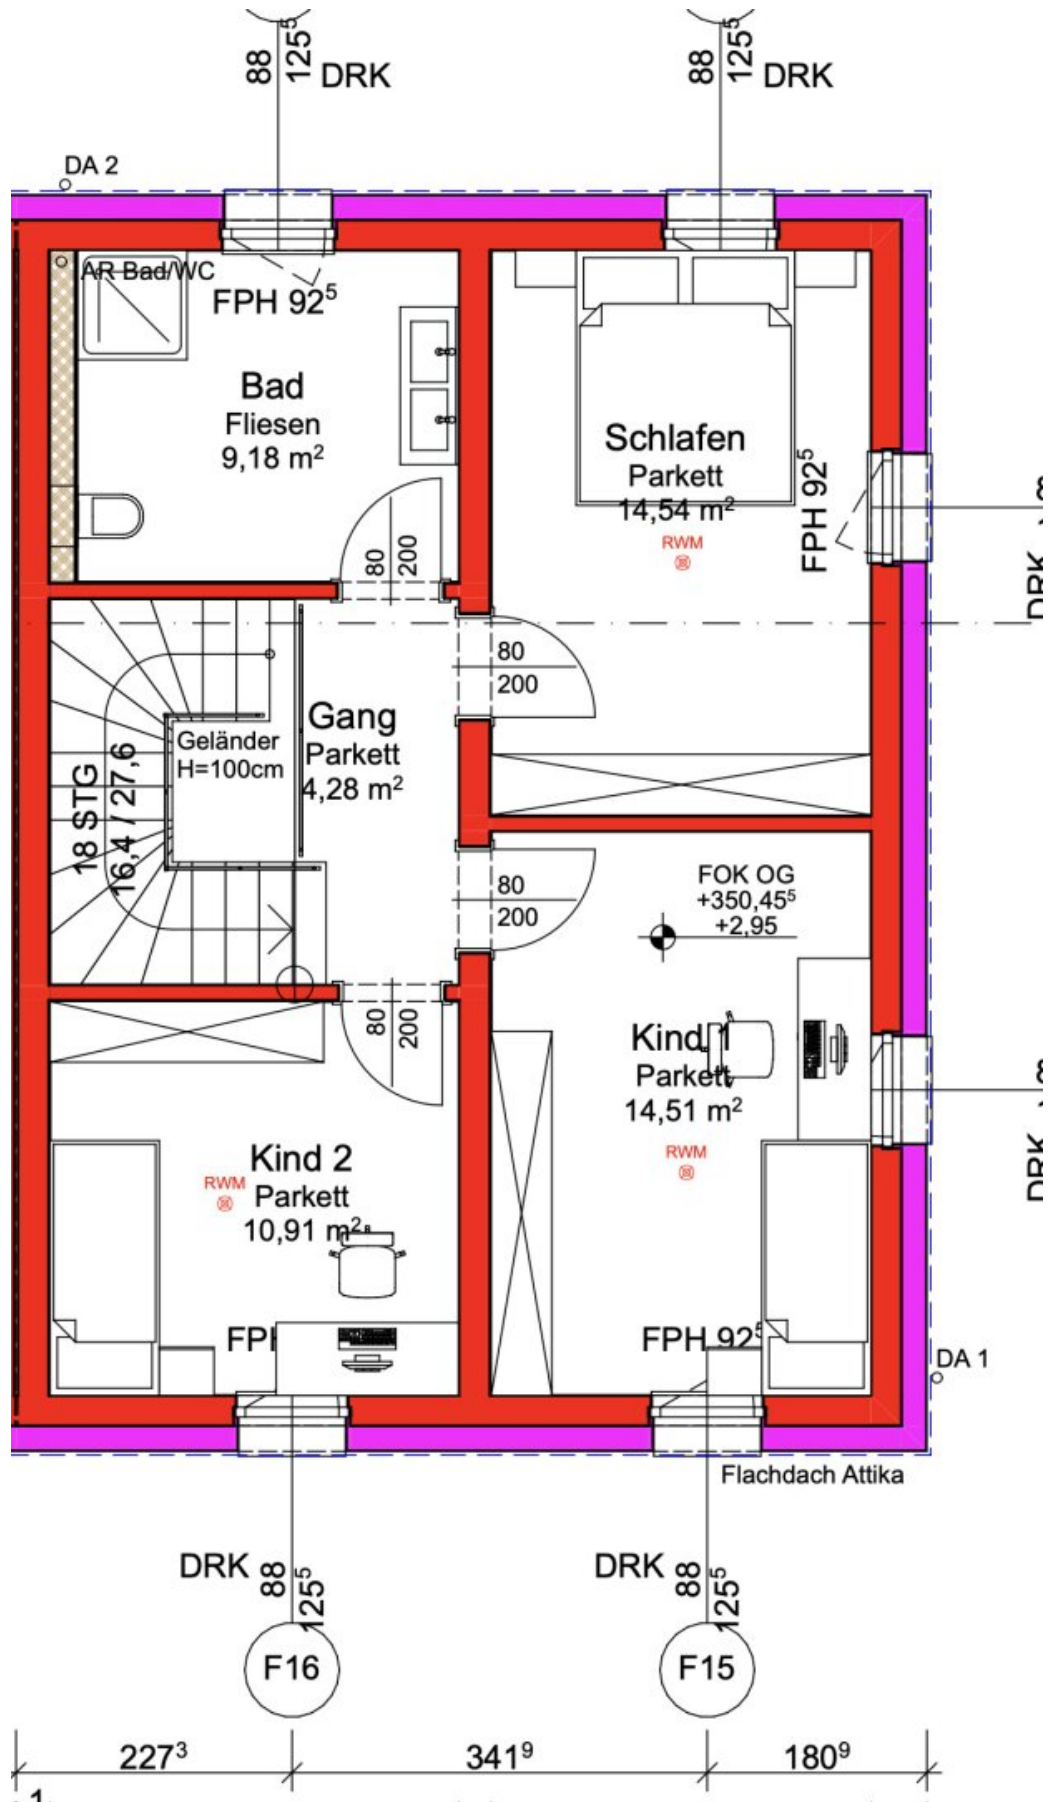 88
125⁵
DRK
88
125⁵
DRK
DA 2
AR Bad/WC
FPH 92⁵
Bad
Fliesen
9,18 m²
Schlafen
Parkett
14,54 m²
RWM
FPH 92⁵
80
200
DRK
80
200
Gang
Parkett
4,28 m²
Geländer
H=100cm
18 STG
16,4 / 27,6
80
200
FOK OG
+350,45⁵
+2,95
80
200
Kind 1
Parkett
14,51 m²
RWM
DRK
Kind 2
Parkett
10,91 m²
RWM
FPH 92⁵
DA 1
Flachdach Attika
DRK
88
125⁵
DRK
88
125⁵
F16
F15
227³
341⁹
180⁹